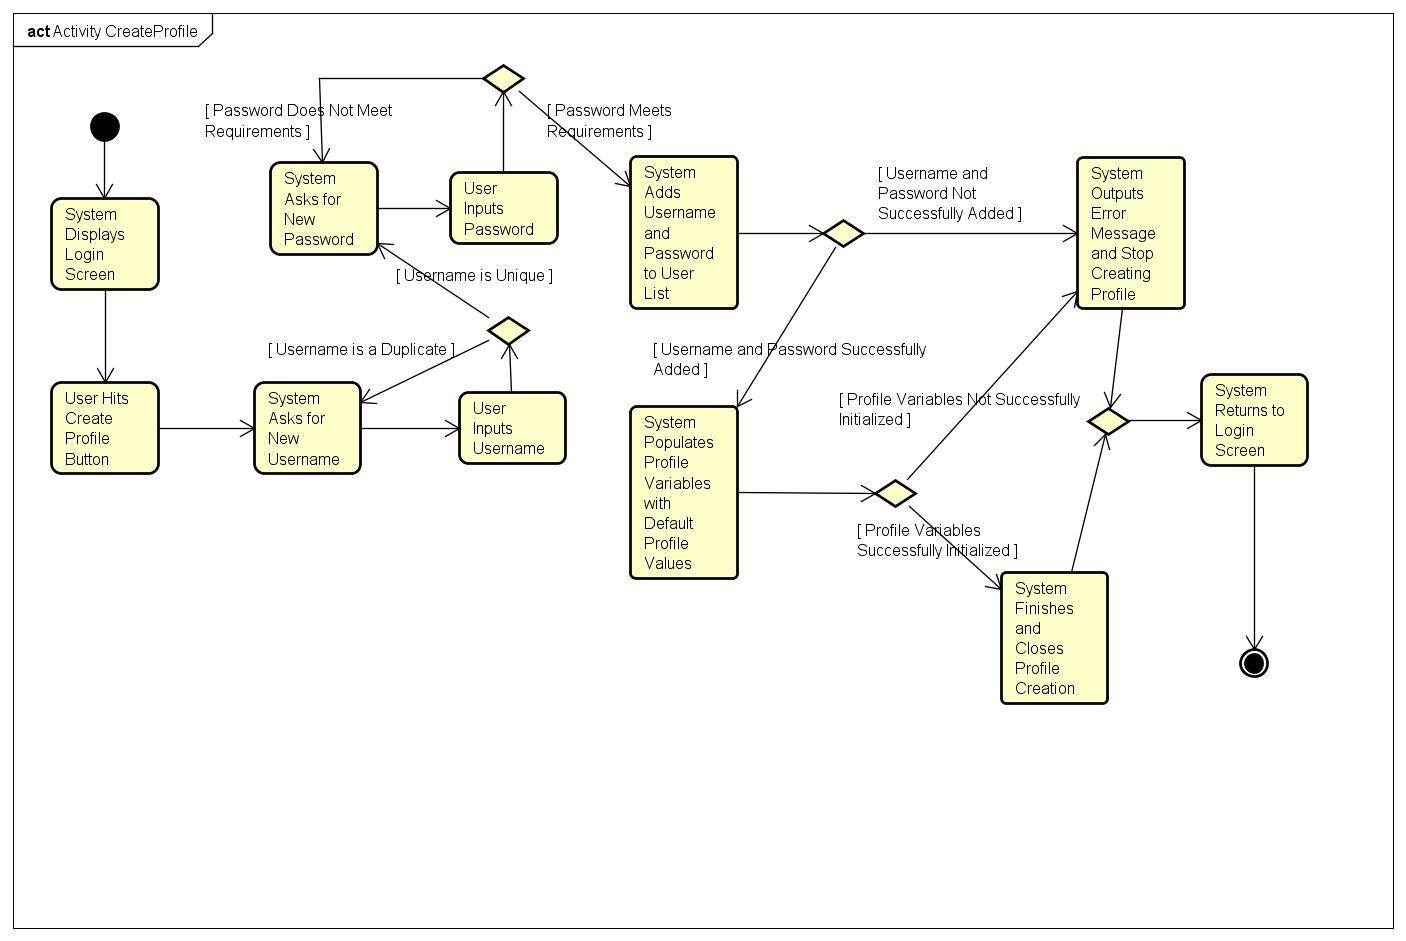 act Activity CreateProfile
[ Password Does Not Meet
Requirements ]
[ Password Meets
Requirements ]
System
Displays
Login
Screen
System
Asks for
New
Password
User
Inputs
Password
System
Adds
Username
and
Password
to User
List
[ Username and
Password Not
Successfully Added ]
System
Outputs
Error
Message
and Stop
Creating
Profile
[ Username is Unique ]
[ Username is a Duplicate ]
User Hits
Create
Profile
Button
System
Asks for
New
Username
User
Inputs
Username
[ Username and Password Successfully
Added ]
System
Populates
Profile
Variables
with
Default
Profile
Values
[ Profile Variables Not Successfully
Initialized ]
[ Profile Variables
Successfully Initialized ]
System
Returns to
Login
Screen
System
Finishes
and
Closes
Profile
Creation